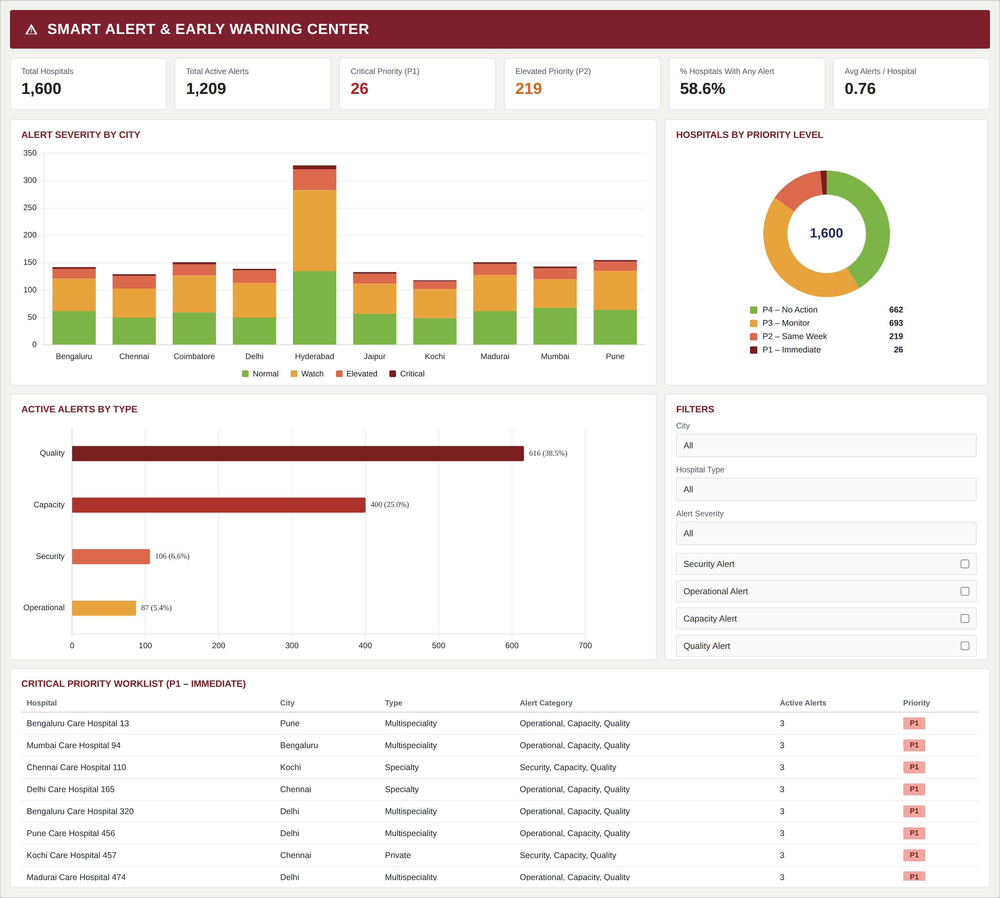 SMART ALERT & EARLY WARNING CENTER
Total Hospitals
1,600
Total Active Alerts
1,209
Critical Priority (P1)
26
Elevated Priority (P2)
219
% Hospitals With Any Alert
58.6%
Avg Alerts / Hospital
0.76
ALERT SEVERITY BY CITY
350
300
250
200
150
100
50
0
Bengaluru Chennai Coimbatore Delhi Hyderabad Jaipur Kochi Madurai Mumbai Pune
Normal Watch Elevated Critical
HOSPITALS BY PRIORITY LEVEL
1,600
P4 – No Action 662
P3 – Monitor 693
P2 – Same Week 219
P1 – Immediate 26
ACTIVE ALERTS BY TYPE
Quality 616 (38.5%)
Capacity 400 (25.0%)
Security 106 (6.6%)
Operational 87 (5.4%)
0 100 200 300 400 500 600 700
FILTERS
City
All
Hospital Type
All
Alert Severity
All
Security Alert
Operational Alert
Capacity Alert
Quality Alert
CRITICAL PRIORITY WORKLIST (P1 – IMMEDIATE)
Hospital City Type Alert Category Active Alerts Priority
Bengaluru Care Hospital 13 Pune Multispeciality Operational, Capacity, Quality 3 P1
Mumbai Care Hospital 94 Bengaluru Multispeciality Operational, Capacity, Quality 3 P1
Chennai Care Hospital 110 Kochi Specialty Security, Capacity, Quality 3 P1
Delhi Care Hospital 165 Chennai Specialty Operational, Capacity, Quality 3 P1
Bengaluru Care Hospital 320 Delhi Multispeciality Operational, Capacity, Quality 3 P1
Pune Care Hospital 456 Delhi Multispeciality Operational, Capacity, Quality 3 P1
Kochi Care Hospital 457 Chennai Private Security, Capacity, Quality 3 P1
Madurai Care Hospital 474 Delhi Multispeciality Operational, Capacity, Quality 3 P1